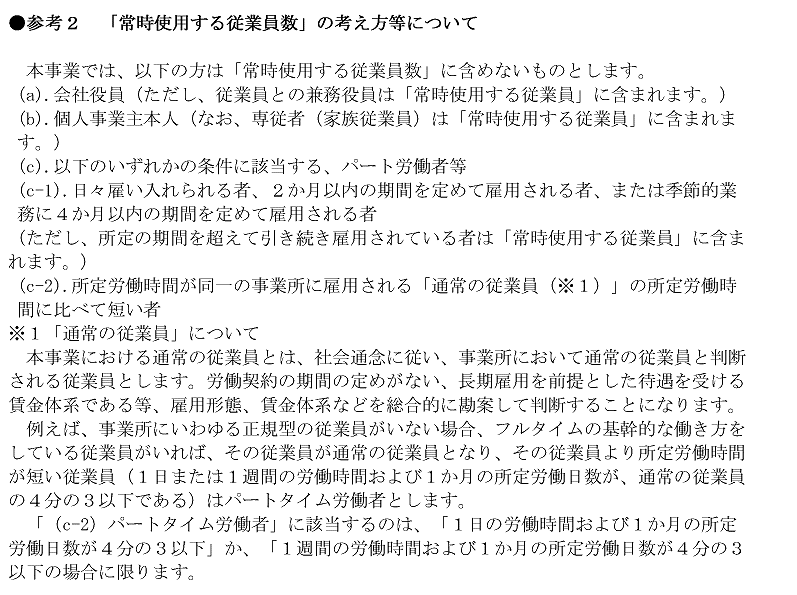 ●参考２　「常時使用する従業員数」の考え方等について
本事業では、以下の方は「常時使用する従業員数」に含めないものとします。
(a). 会社役員（ただし、従業員との兼務役員は「常時使用する従業員」に含まれます。）
(b). 個人事業主本人（なお、専従者（家族従業員）は「常時使用する従業員」に含まれま
す。）
(c). 以下のいずれかの条件に該当する、パート労働者等
(c-1). 日々雇い入れられる者、２か月以内の期間を定めて雇用される者、または季節的業
務に４か月以内の期間を定めて雇用される者
（ただし、所定の期間を超えて引き続き雇用されている者は「常時使用する従業員」に含ま
れます。）
(c-2). 所定労働時間が同一の事業所に雇用される「通常の従業員（※１）」の所定労働時
間に比べて短い者
※１「通常の従業員」について
本事業における通常の従業員とは、社会通念に従い、事業所において通常の従業員と判断
される従業員とします。労働契約の期間の定めがない、長期雇用を前提とした待遇を受ける
賃金体系である等、雇用形態、賃金体系などを総合的に勘案して判断することになります。
例えば、事業所にいわゆる正規型の従業員がいない場合、フルタイムの基幹的な働き方を
している従業員がいれば、その従業員が通常の従業員となり、その従業員より所定労働時間
が短い従業員（１日または１週間の労働時間および１か月の所定労働日数が、通常の従業員
の４分の３以下である）はパートタイム労働者とします。
「（c-2）パートタイム労働者」に該当するのは、「１日の労働時間および１か月の所定
労働日数が４分の３以下」か、「１週間の労働時間および１か月の所定労働日数が４分の３
以下の場合に限ります。